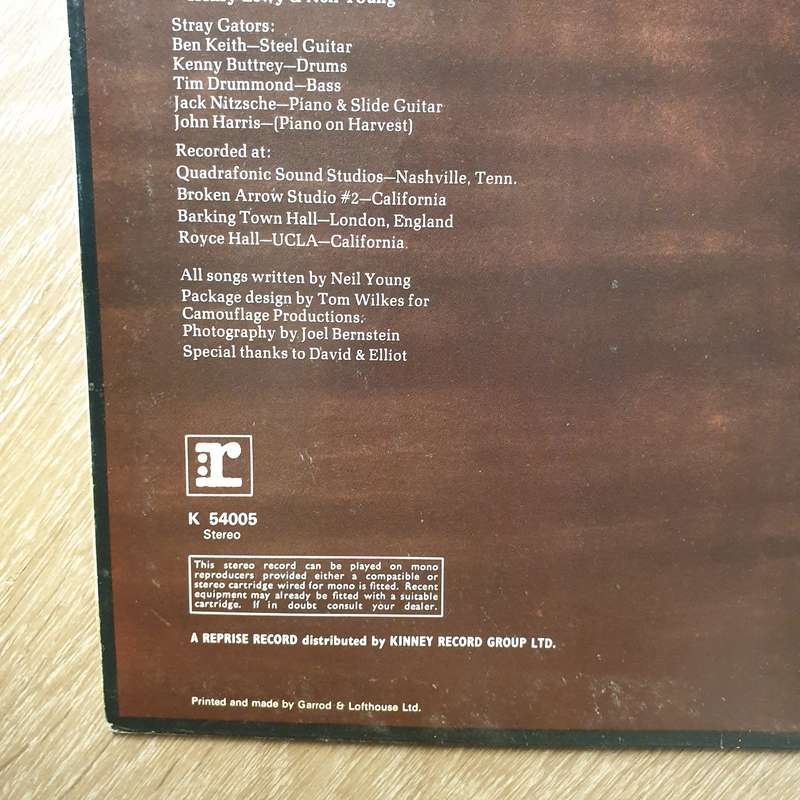 & Neil Young
Stray Gators:
Ben Keith—Steel Guitar
Kenny Buttrey—Drums
Tim Drummond—Bass
Jack Nitzsche—Piano & Slide Guitar
John Harris—(Piano on Harvest)
Recorded at:
Quadrafonic Sound Studios—Nashville, Tenn.
Broken Arrow Studio #2—California
Barking Town Hall—London, England
Royce Hall—UCLA—California
All songs written by Neil Young
Package design by Tom Wilkes for
Camouflage Productions.
Photography by Joel Bernstein
Special thanks to David & Elliot
:r
K 54005
Stereo
This stereo record can be played on mono
reproducers provided either a compatible or
stereo cartridge wired for mono is fitted. Recent
equipment may already be fitted with a suitable
cartridge. If in doubt consult your dealer.
A REPRISE RECORD distributed by KINNEY RECORD GROUP LTD.
Printed and made by Garrod & Lofthouse Ltd.